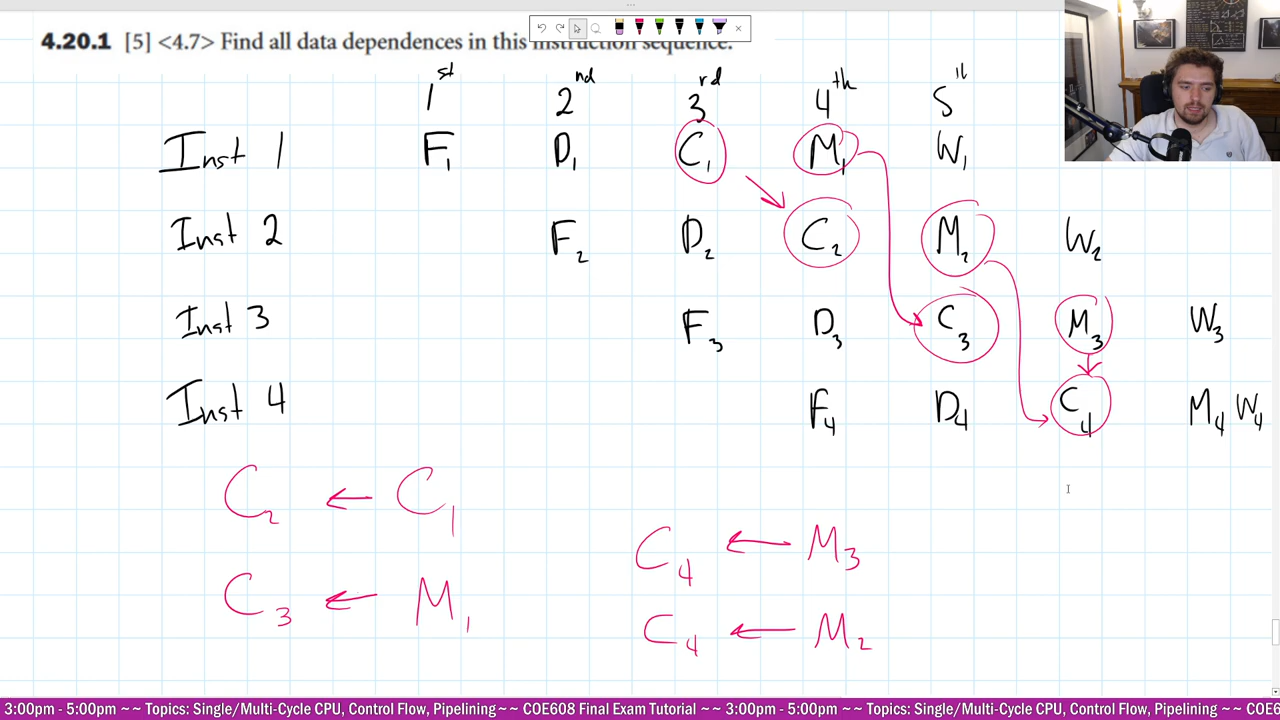 4.20.1 [5] <4.7> Find all data dependences in this instruction sequence.
1st 2nd 3rd 4th 5th
Inst 1 F1 D1 C1 M1 W1
Inst 2 F2 D2 C2 M2 W2
Inst 3 F3 D3 C3 M3 W3
Inst 4 F4 D4 C4 M4 W4
C2 ← C1
C3 ← M1
C4 ← M3
C4 ← M2
3:00pm - 5:00pm ~~ Topics: Single/Multi-Cycle CPU, Control Flow, Pipelining~~ COE608 Final Exam Tutorial ~~ 3:00pm - 5:00pm ~~ Topics: Single/Multi-Cycle CPU, Control Flow, Pipelining ~~ COE6